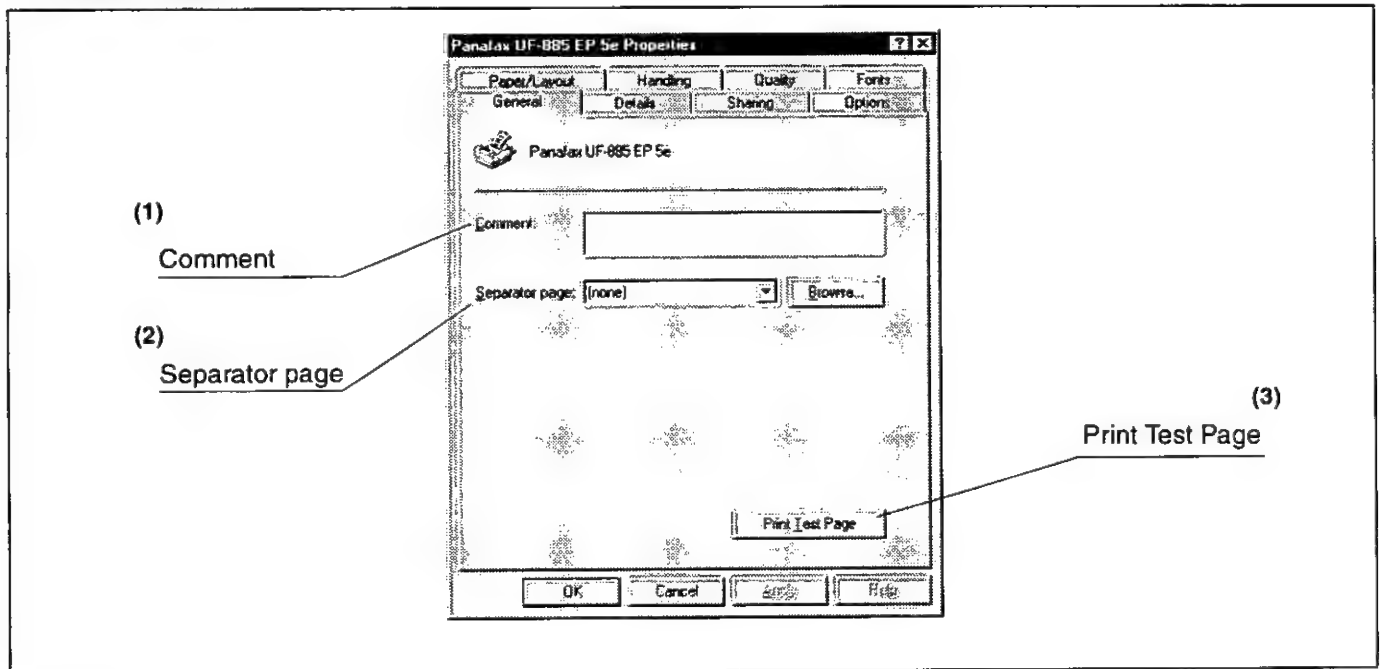 Panafax UF-885 EP 5e Properties
Paper/Layout Handling Quality Fonts
General Details Sharing Options
Panafax UF-885 EP 5e
(1)
Comment
Comment:
Separator page: (none) Browse...
(2)
Separator page
(3)
Print Test Page
Print Test Page
OK Cancel Apply Help